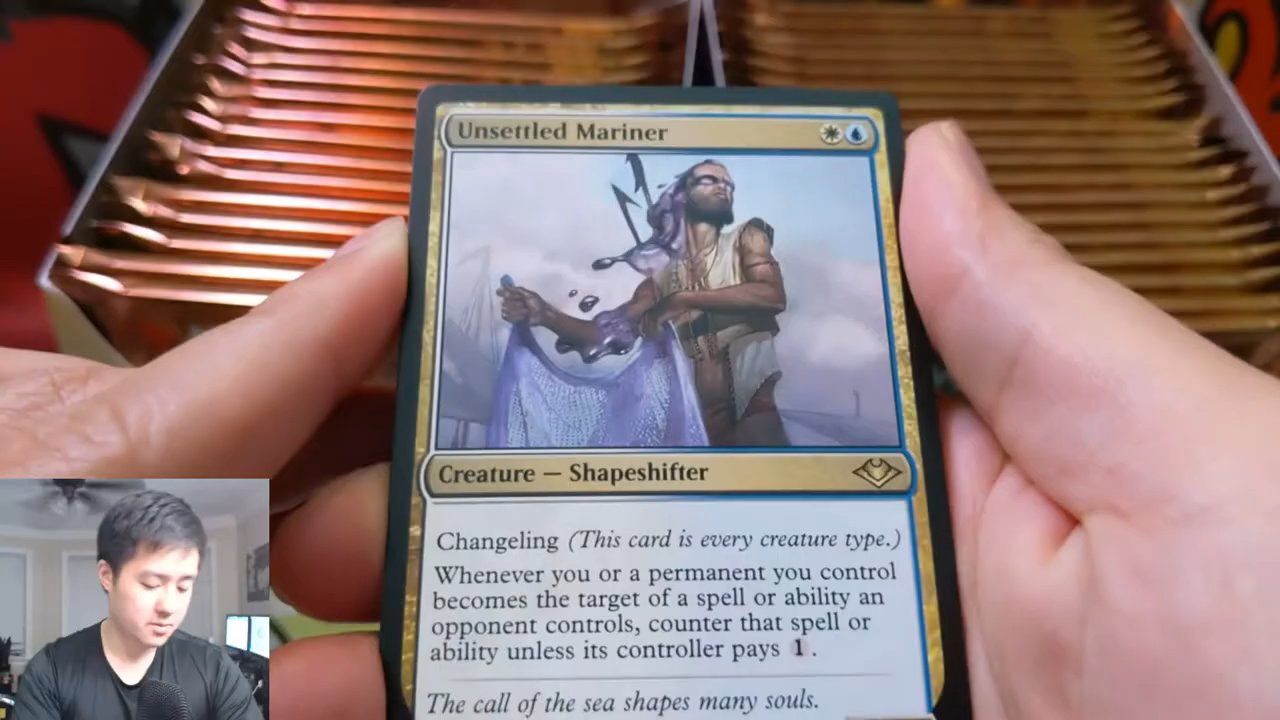 Unsettled Mariner
Creature — Shapeshifter
Changeling (This card is every creature type.)
Whenever you or a permanent you control
becomes the target of a spell or ability an
opponent controls, counter that spell or
ability unless its controller pays 1.
The call of the sea shapes many souls.